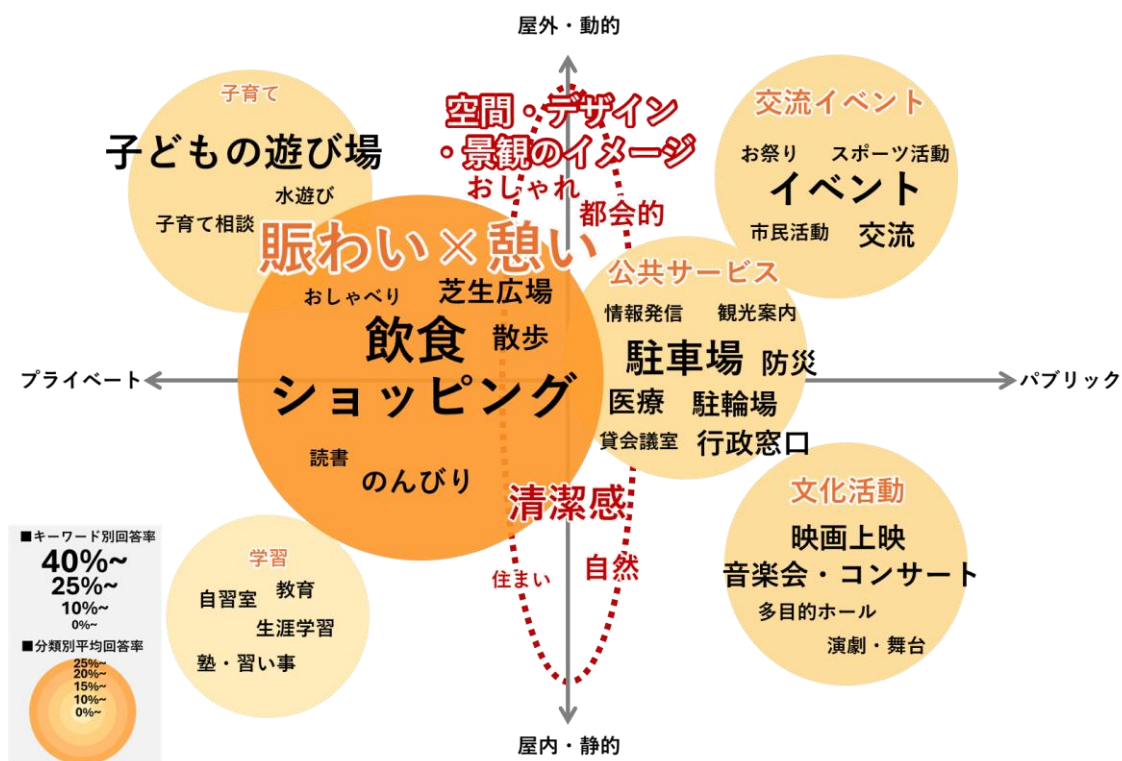 屋外・動的
子育て
子どもの遊び場
水遊び
子育て相談
空間・デザイン
・景観のイメージ
おしゃれ
都会的
交流イベント
お祭り
スポーツ活動
イベント
市民活動
交流
賑わい×憩い
おしゃべり
芝生広場
飲食
散歩
ショッピング
読書
のんびり
公共サービス
情報発信
観光案内
駐車場
防災
医療
駐輪場
貸会議室
行政窓口
プライベート
パブリック
清潔感
住まい
自然
文化活動
映画上映
音楽会・コンサート
多目的ホール
演劇・舞台
学習
自習室
教育
生涯学習
塾・習い事
■キーワード別回答率
40%~
25%~
10%~
0%~
■分類別平均回答率
25%~
20%~
15%~
10%~
0%~
屋内・静的